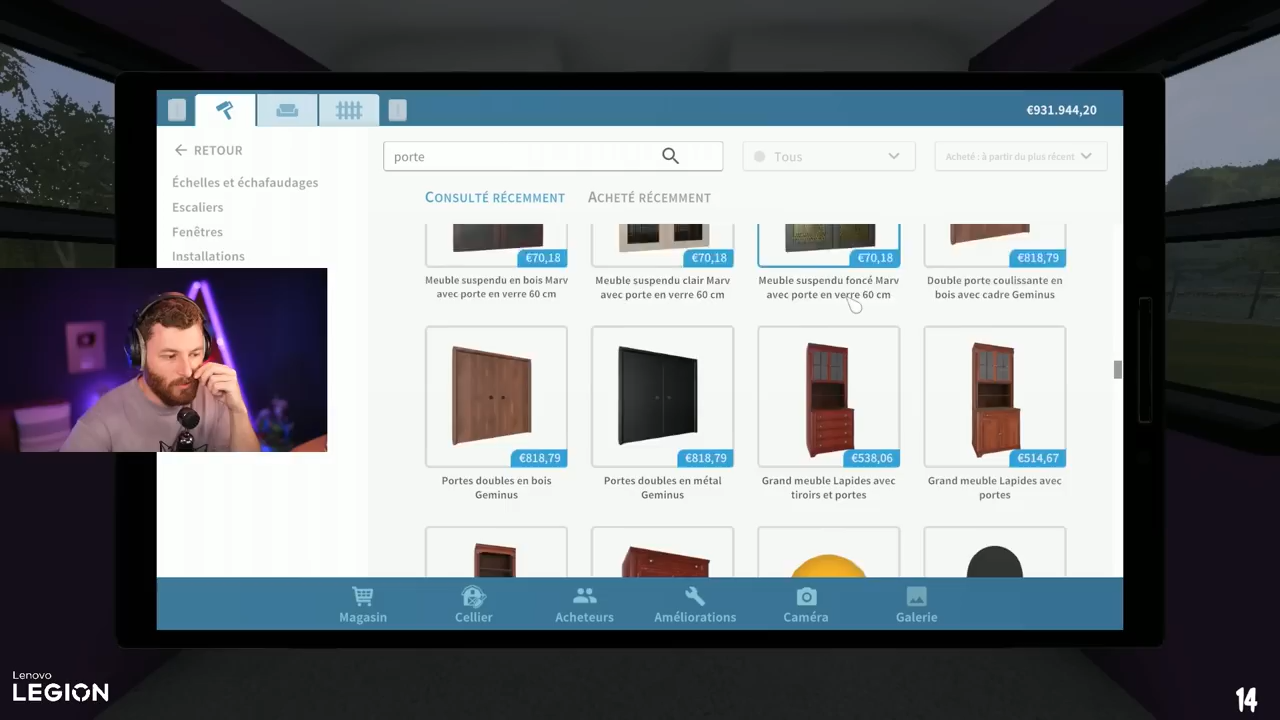 €931.944,20
RETOUR
porte
Tous
Acheté : à partir du plus récent
Échelles et échafaudages
Escaliers
Fenêtres
Installations
CONSULTÉ RÉCEMMENT
ACHETÉ RÉCEMMENT
€70,18
€70,18
€70,18
€818,79
Meuble suspendu en bois Marv
avec porte en verre 60 cm
Meuble suspendu clair Marv
avec porte en verre 60 cm
Meuble suspendu foncé Marv
avec porte en verre 60 cm
Double porte coulissante en
bois avec cadre Geminus
€818,79
€818,79
€538,06
€514,67
Portes doubles en bois
Geminus
Portes doubles en métal
Geminus
Grand meuble Lapides avec
tiroirs et portes
Grand meuble Lapides avec
portes
Magasin
Cellier
Acheteurs
Améliorations
Caméra
Galerie
Lenovo
LEGION
14